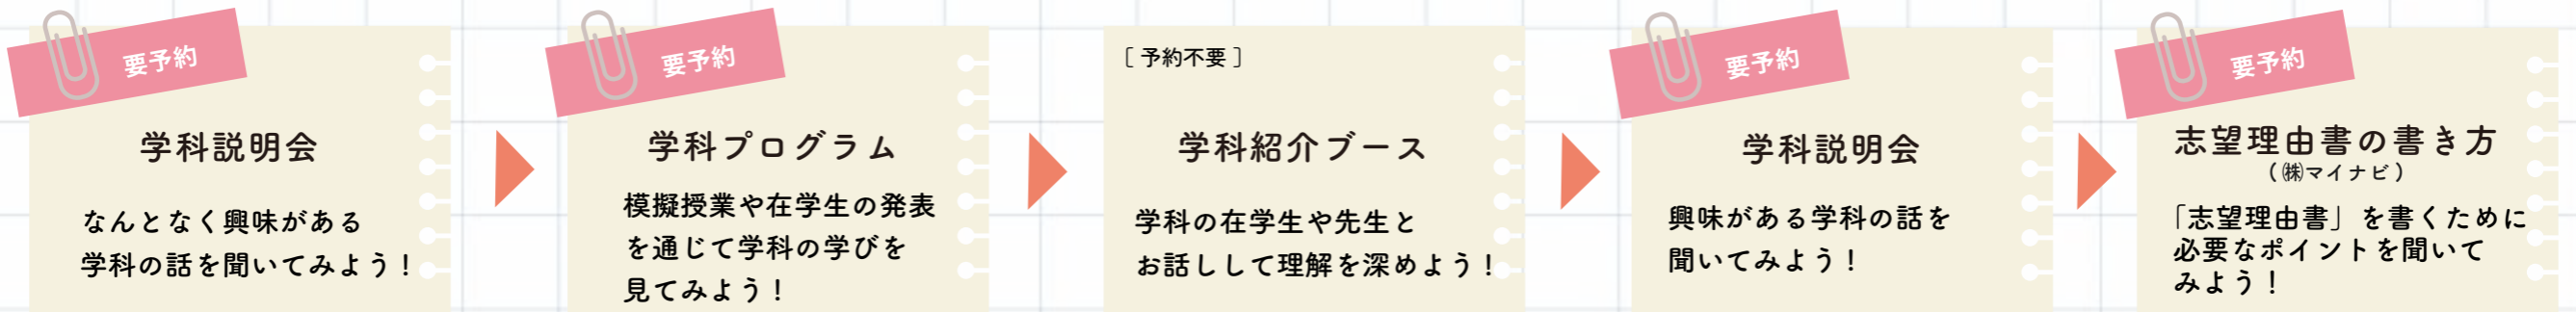 要予約
学科説明会
なんとなく興味がある
学科の話を聞いてみよう！
要予約
学科プログラム
模擬授業や在学生の発表
を通じて学科の学びを
見てみよう！
［ 予約不要 ］
学科紹介ブース
学科の在学生や先生と
お話しして理解を深めよう！
要予約
学科説明会
興味がある学科の話を
聞いてみよう！
要予約
志望理由書の書き方
（ ㈱マイナビ ）
「志望理由書」を書くために
必要なポイントを聞いて
みよう！